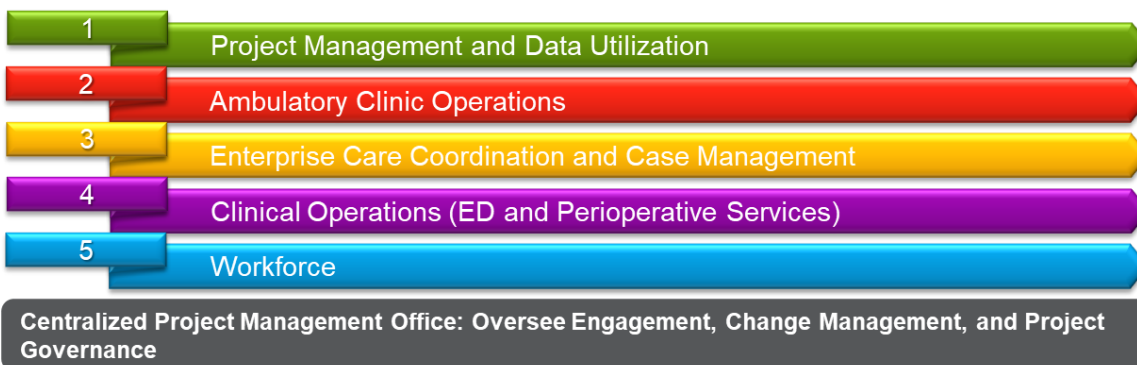 1
Project Management and Data Utilization
2
Ambulatory Clinic Operations
3
Enterprise Care Coordination and Case Management
4
Clinical Operations (ED and Perioperative Services)
5
Workforce
Centralized Project Management Office: Oversee Engagement, Change Management, and Project
Governance